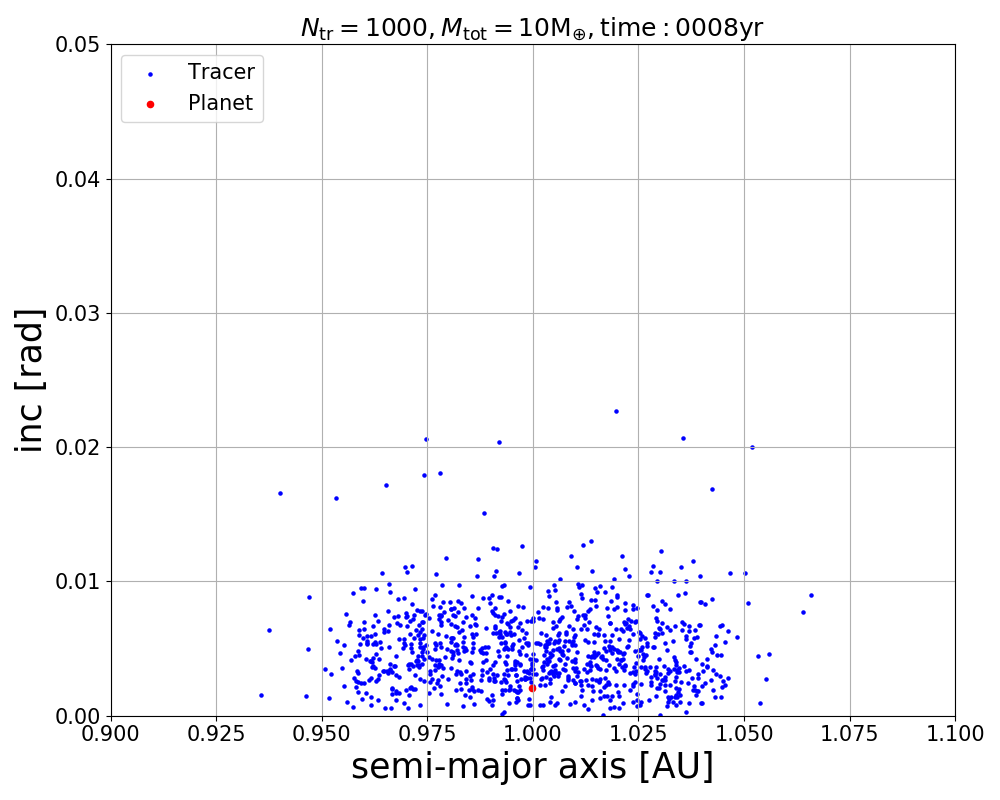 N_tr = 1000, M_tot = 10M_⊕, time : 0008yr
Tracer
Planet
inc [rad]
0.05
0.04
0.03
0.02
0.01
0.00
0.900 0.925 0.950 0.975 1.000 1.025 1.050 1.075 1.100
semi-major axis [AU]